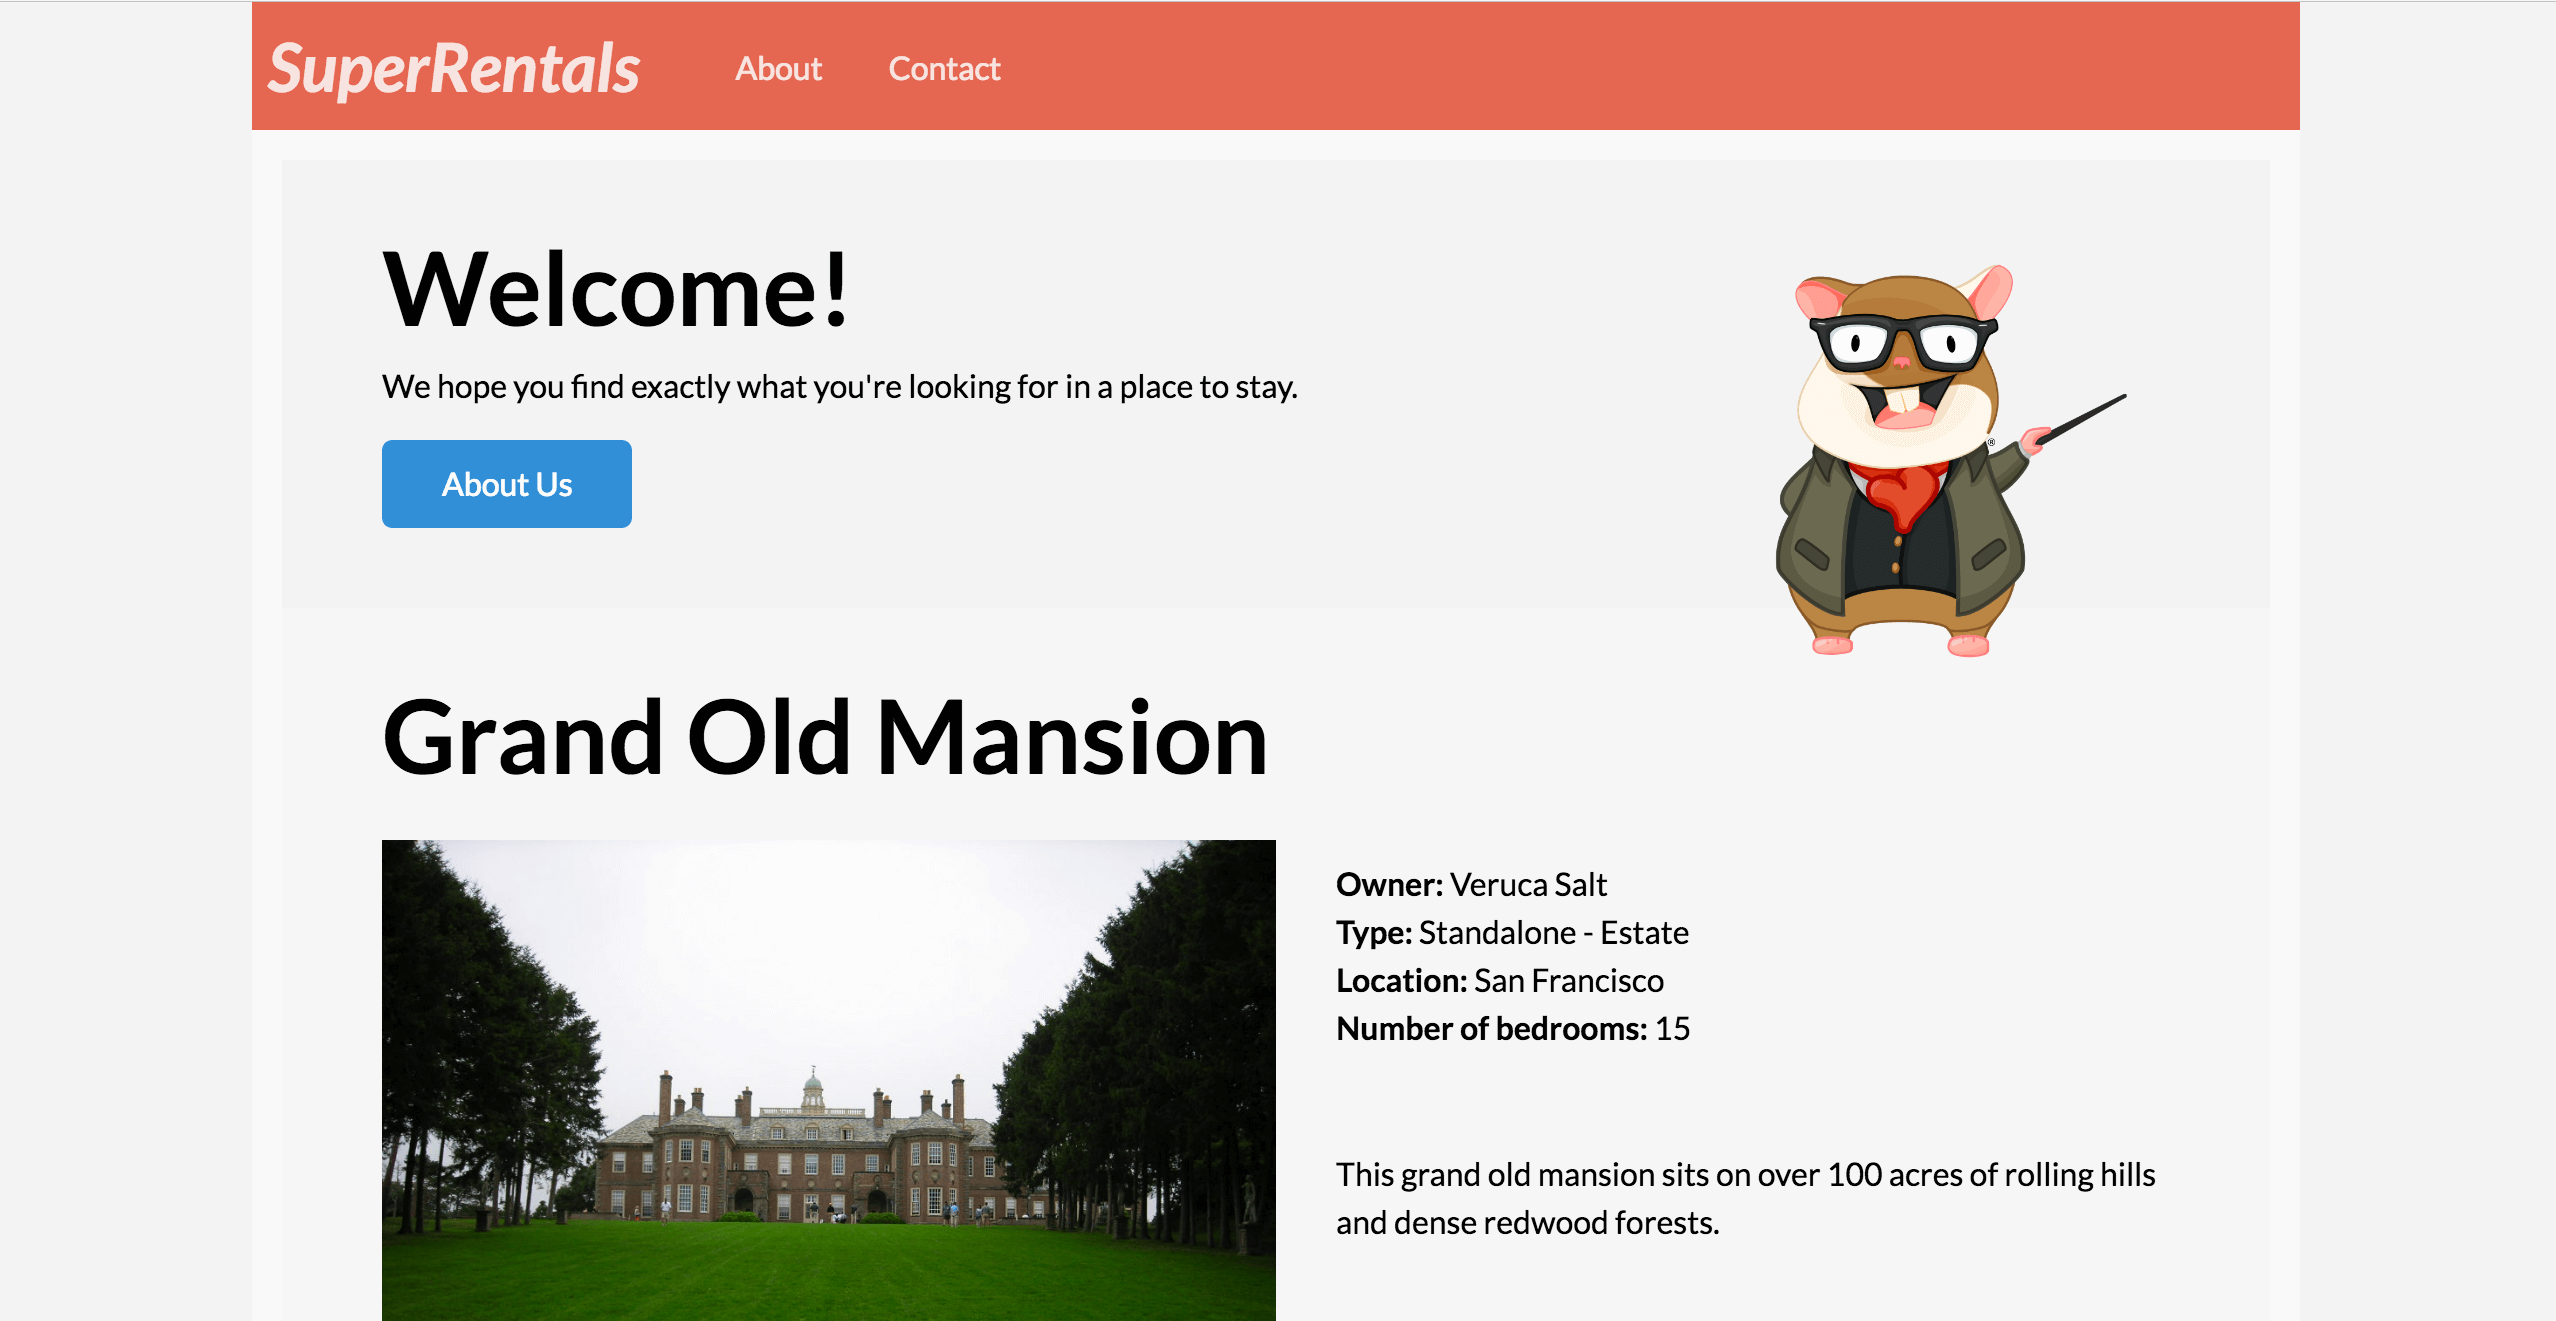 SuperRentals
About
Contact
Welcome!
We hope you find exactly what you're looking for in a place to stay.
About Us
®
Grand Old Mansion
Owner: Veruca Salt
Type: Standalone - Estate
Location: San Francisco
Number of bedrooms: 15
This grand old mansion sits on over 100 acres of rolling hills
and dense redwood forests.